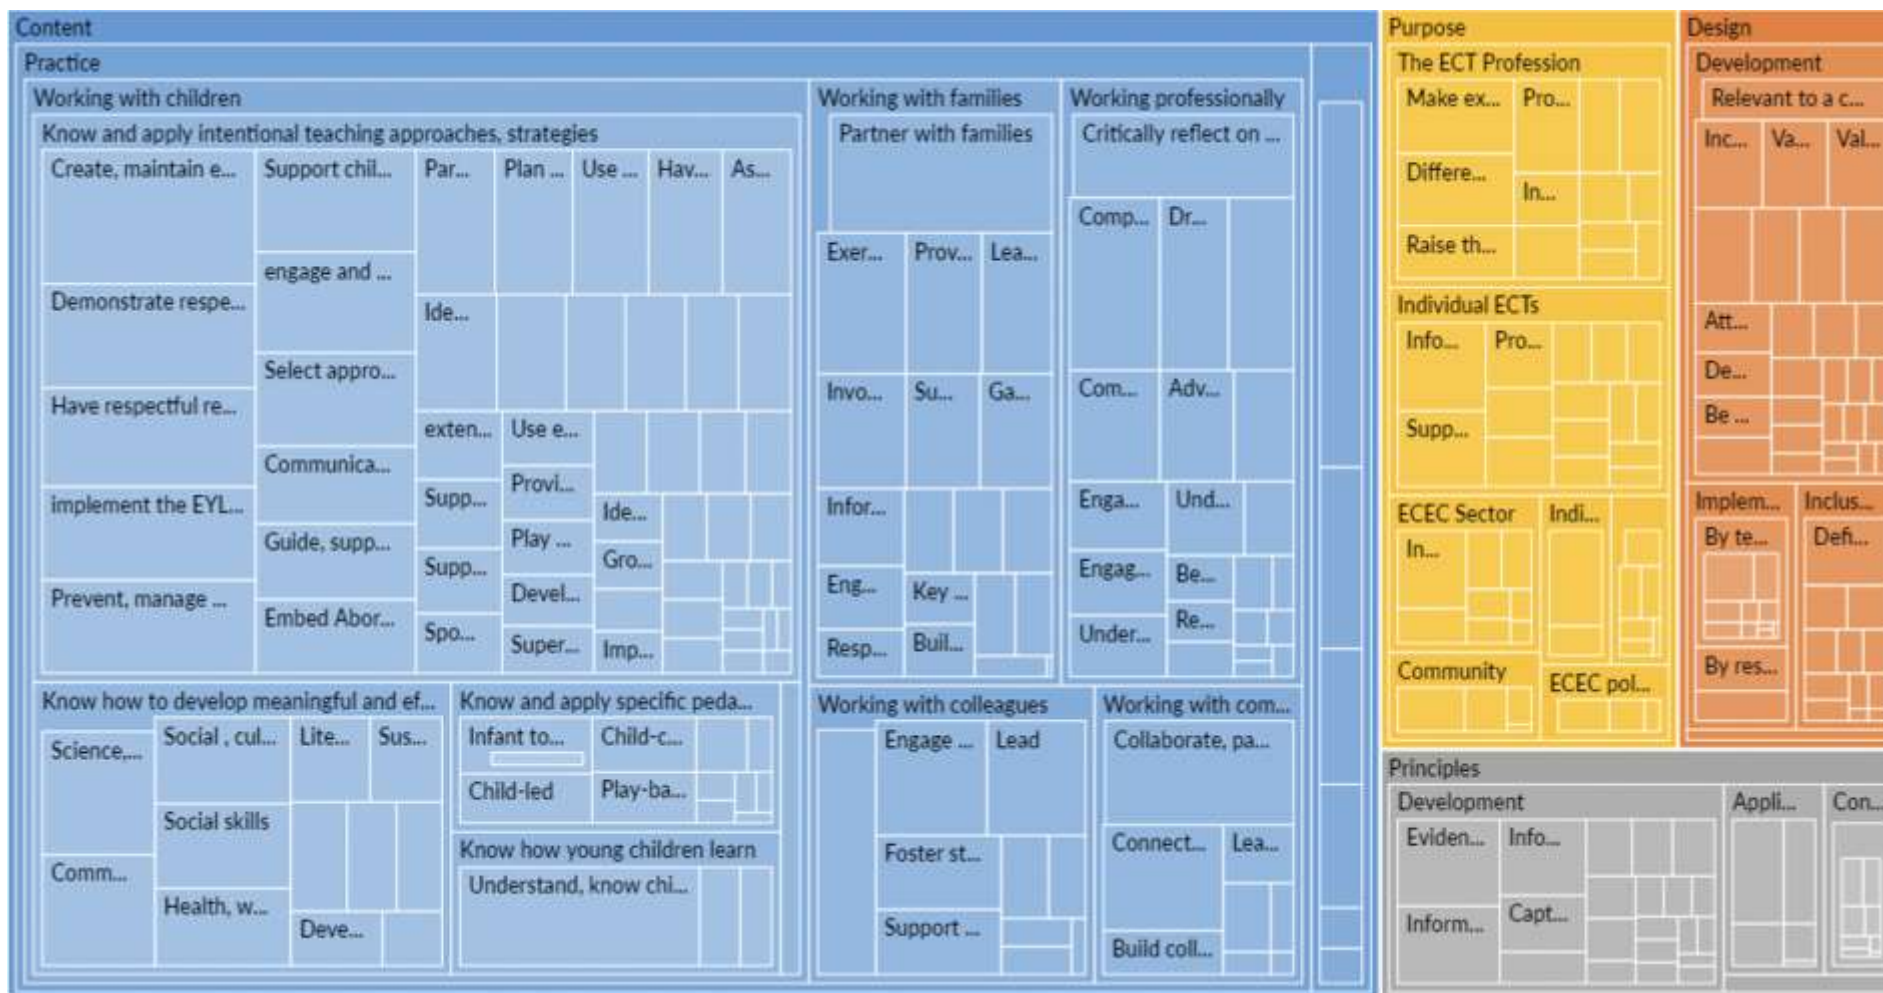 Content
Practice
Working with children
Know and apply intentional teaching approaches, strategies
Create, maintain e...
Demonstrate respe...
Have respectful re...
implement the EYL...
Prevent, manage ...
Support chil...
engage and ...
Select appro...
Communica...
Guide, supp...
Embed Abor...
Par...
Plan ...
Use ...
Hav...
As...
Ide...
exten...
Supp...
Supp...
Spo...
Use e...
Provi...
Play ...
Devel...
Super...
Ide...
Gro...
Imp...
Know how to develop meaningful and ef...
Science,...
Comm...
Social , cul...
Social skills
Health, w...
Lite...
Sus...
Deve...
Know and apply specific peda...
Infant to...
Child-led
Child-c...
Play-ba...
Know how young children learn
Understand, know chi...
Working with families
Partner with families
Exer...
Prov...
Lea...
Invo...
Su...
Ga...
Infor...
Eng...
Resp...
Key ...
Buil...
Working professionally
Critically reflect on ...
Comp...
Dr...
Com...
Adv...
Enga...
Und...
Engag...
Be...
Under...
Re...
Working with colleagues
Engage ...
Lead
Foster st...
Support ...
Working with com...
Collaborate, pa...
Connect...
Lea...
Build coll...
Purpose
The ECT Profession
Make ex...
Pro...
Differe...
In...
Raise th...
Individual ECTs
Info...
Pro...
Supp...
ECEC Sector
In...
Indi...
Community
ECEC pol...
Design
Development
Relevant to a c...
Inc...
Va...
Val...
Att...
De...
Be ...
Implem...
By te...
By res...
Inclus...
Defi...
Principles
Development
Eviden...
Info...
Inform...
Capt...
Appli...
Con...